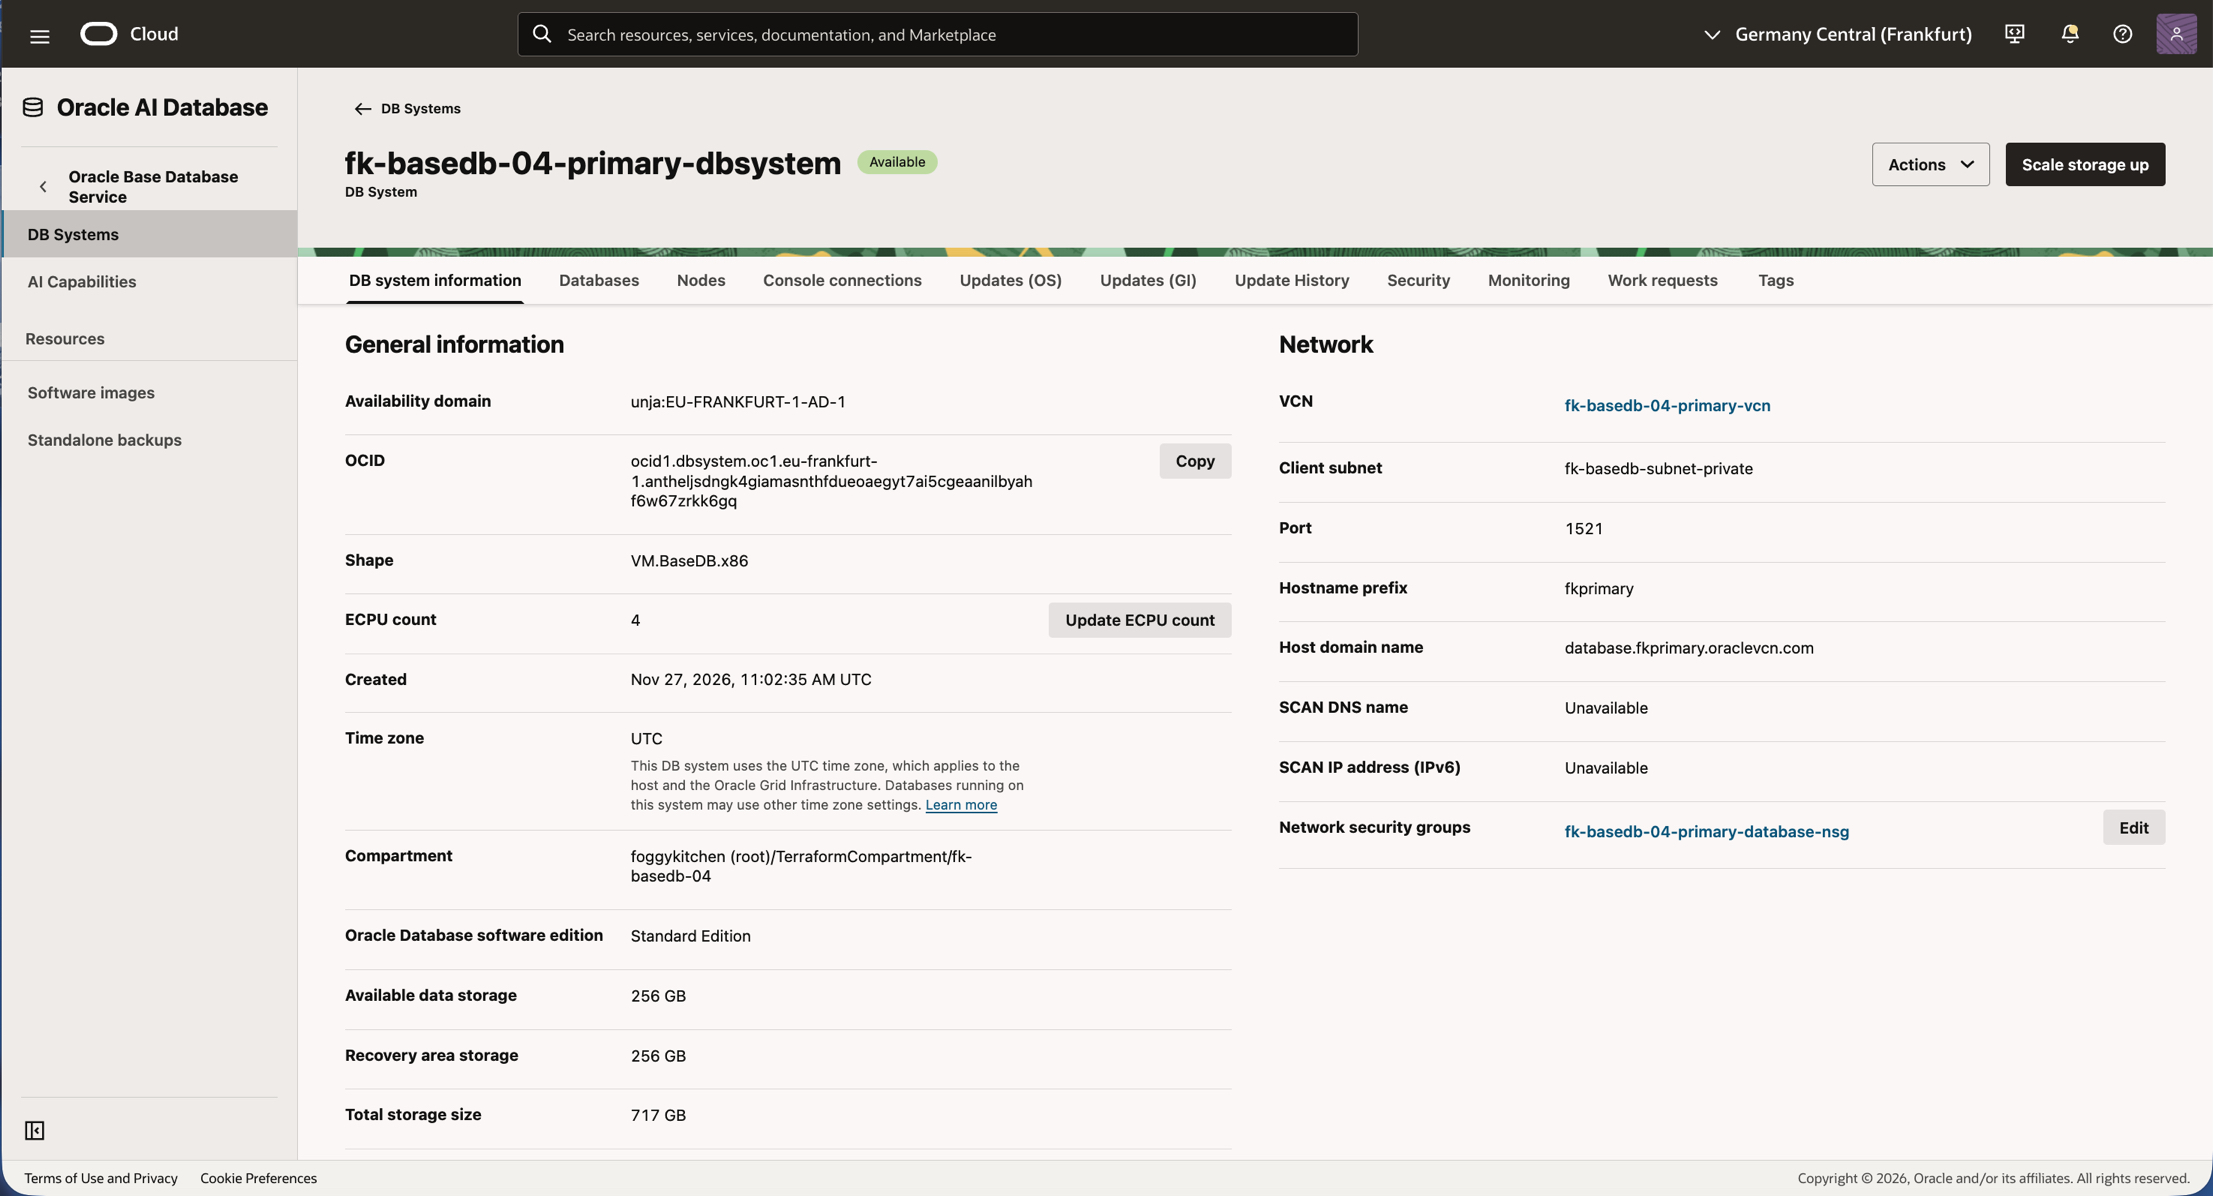 Cloud
Search resources, services, documentation, and Marketplace
Germany Central (Frankfurt)
Oracle AI Database
Oracle Base Database
Service
DB Systems
AI Capabilities
Resources
Software images
Standalone backups
DB Systems
fk-basedb-04-primary-dbsystem
Available
DB System
Actions
Scale storage up
DB system information
Databases
Nodes
Console connections
Updates (OS)
Updates (GI)
Update History
Security
Monitoring
Work requests
Tags
General information
Availability domain
unja:EU-FRANKFURT-1-AD-1
OCID
ocid1.dbsystem.oc1.eu-frankfurt-
1.antheljsdngk4giamasnthfdueoaegyt7ai5cgeaanilbyah
f6w67zrkk6gq
Copy
Shape
VM.BaseDB.x86
ECPU count
4
Update ECPU count
Created
Nov 27, 2026, 11:02:35 AM UTC
Time zone
UTC
This DB system uses the UTC time zone, which applies to the
host and the Oracle Grid Infrastructure. Databases running on
this system may use other time zone settings. Learn more
Compartment
foggykitchen (root)/TerraformCompartment/fk-
basedb-04
Oracle Database software edition
Standard Edition
Available data storage
256 GB
Recovery area storage
256 GB
Total storage size
717 GB
Network
VCN
fk-basedb-04-primary-vcn
Client subnet
fk-basedb-subnet-private
Port
1521
Hostname prefix
fkprimary
Host domain name
database.fkprimary.oraclevcn.com
SCAN DNS name
Unavailable
SCAN IP address (IPv6)
Unavailable
Network security groups
fk-basedb-04-primary-database-nsg
Edit
Terms of Use and Privacy
Cookie Preferences
Copyright © 2026, Oracle and/or its affiliates. All rights reserved.